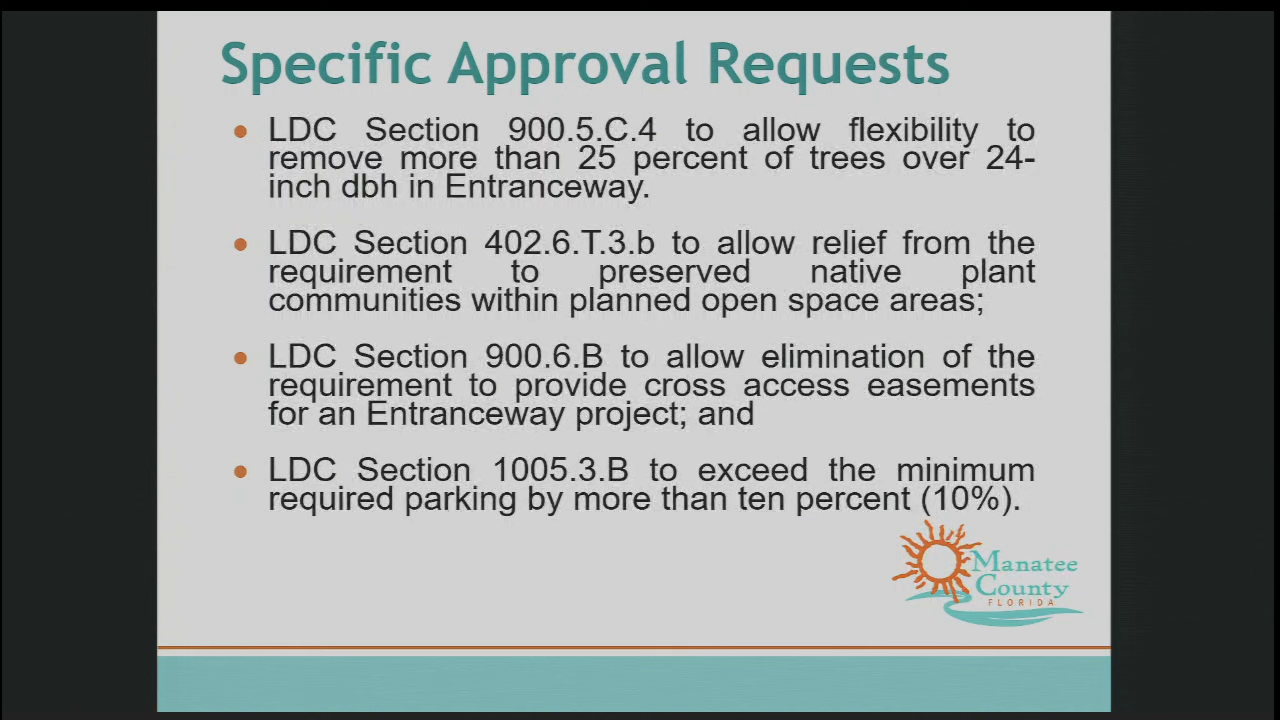 Specific Approval Requests
• LDC Section 900.5.C.4 to allow flexibility to
remove more than 25 percent of trees over 24-
inch dbh in Entranceway.
• LDC Section 402.6.T.3.b to allow relief from the
requirement to preserved native plant
communities within planned open space areas;
• LDC Section 900.6.B to allow elimination of the
requirement to provide cross access easements
for an Entranceway project; and
• LDC Section 1005.3.B to exceed the minimum
required parking by more than ten percent (10%).
Manatee
County
FLORIDA